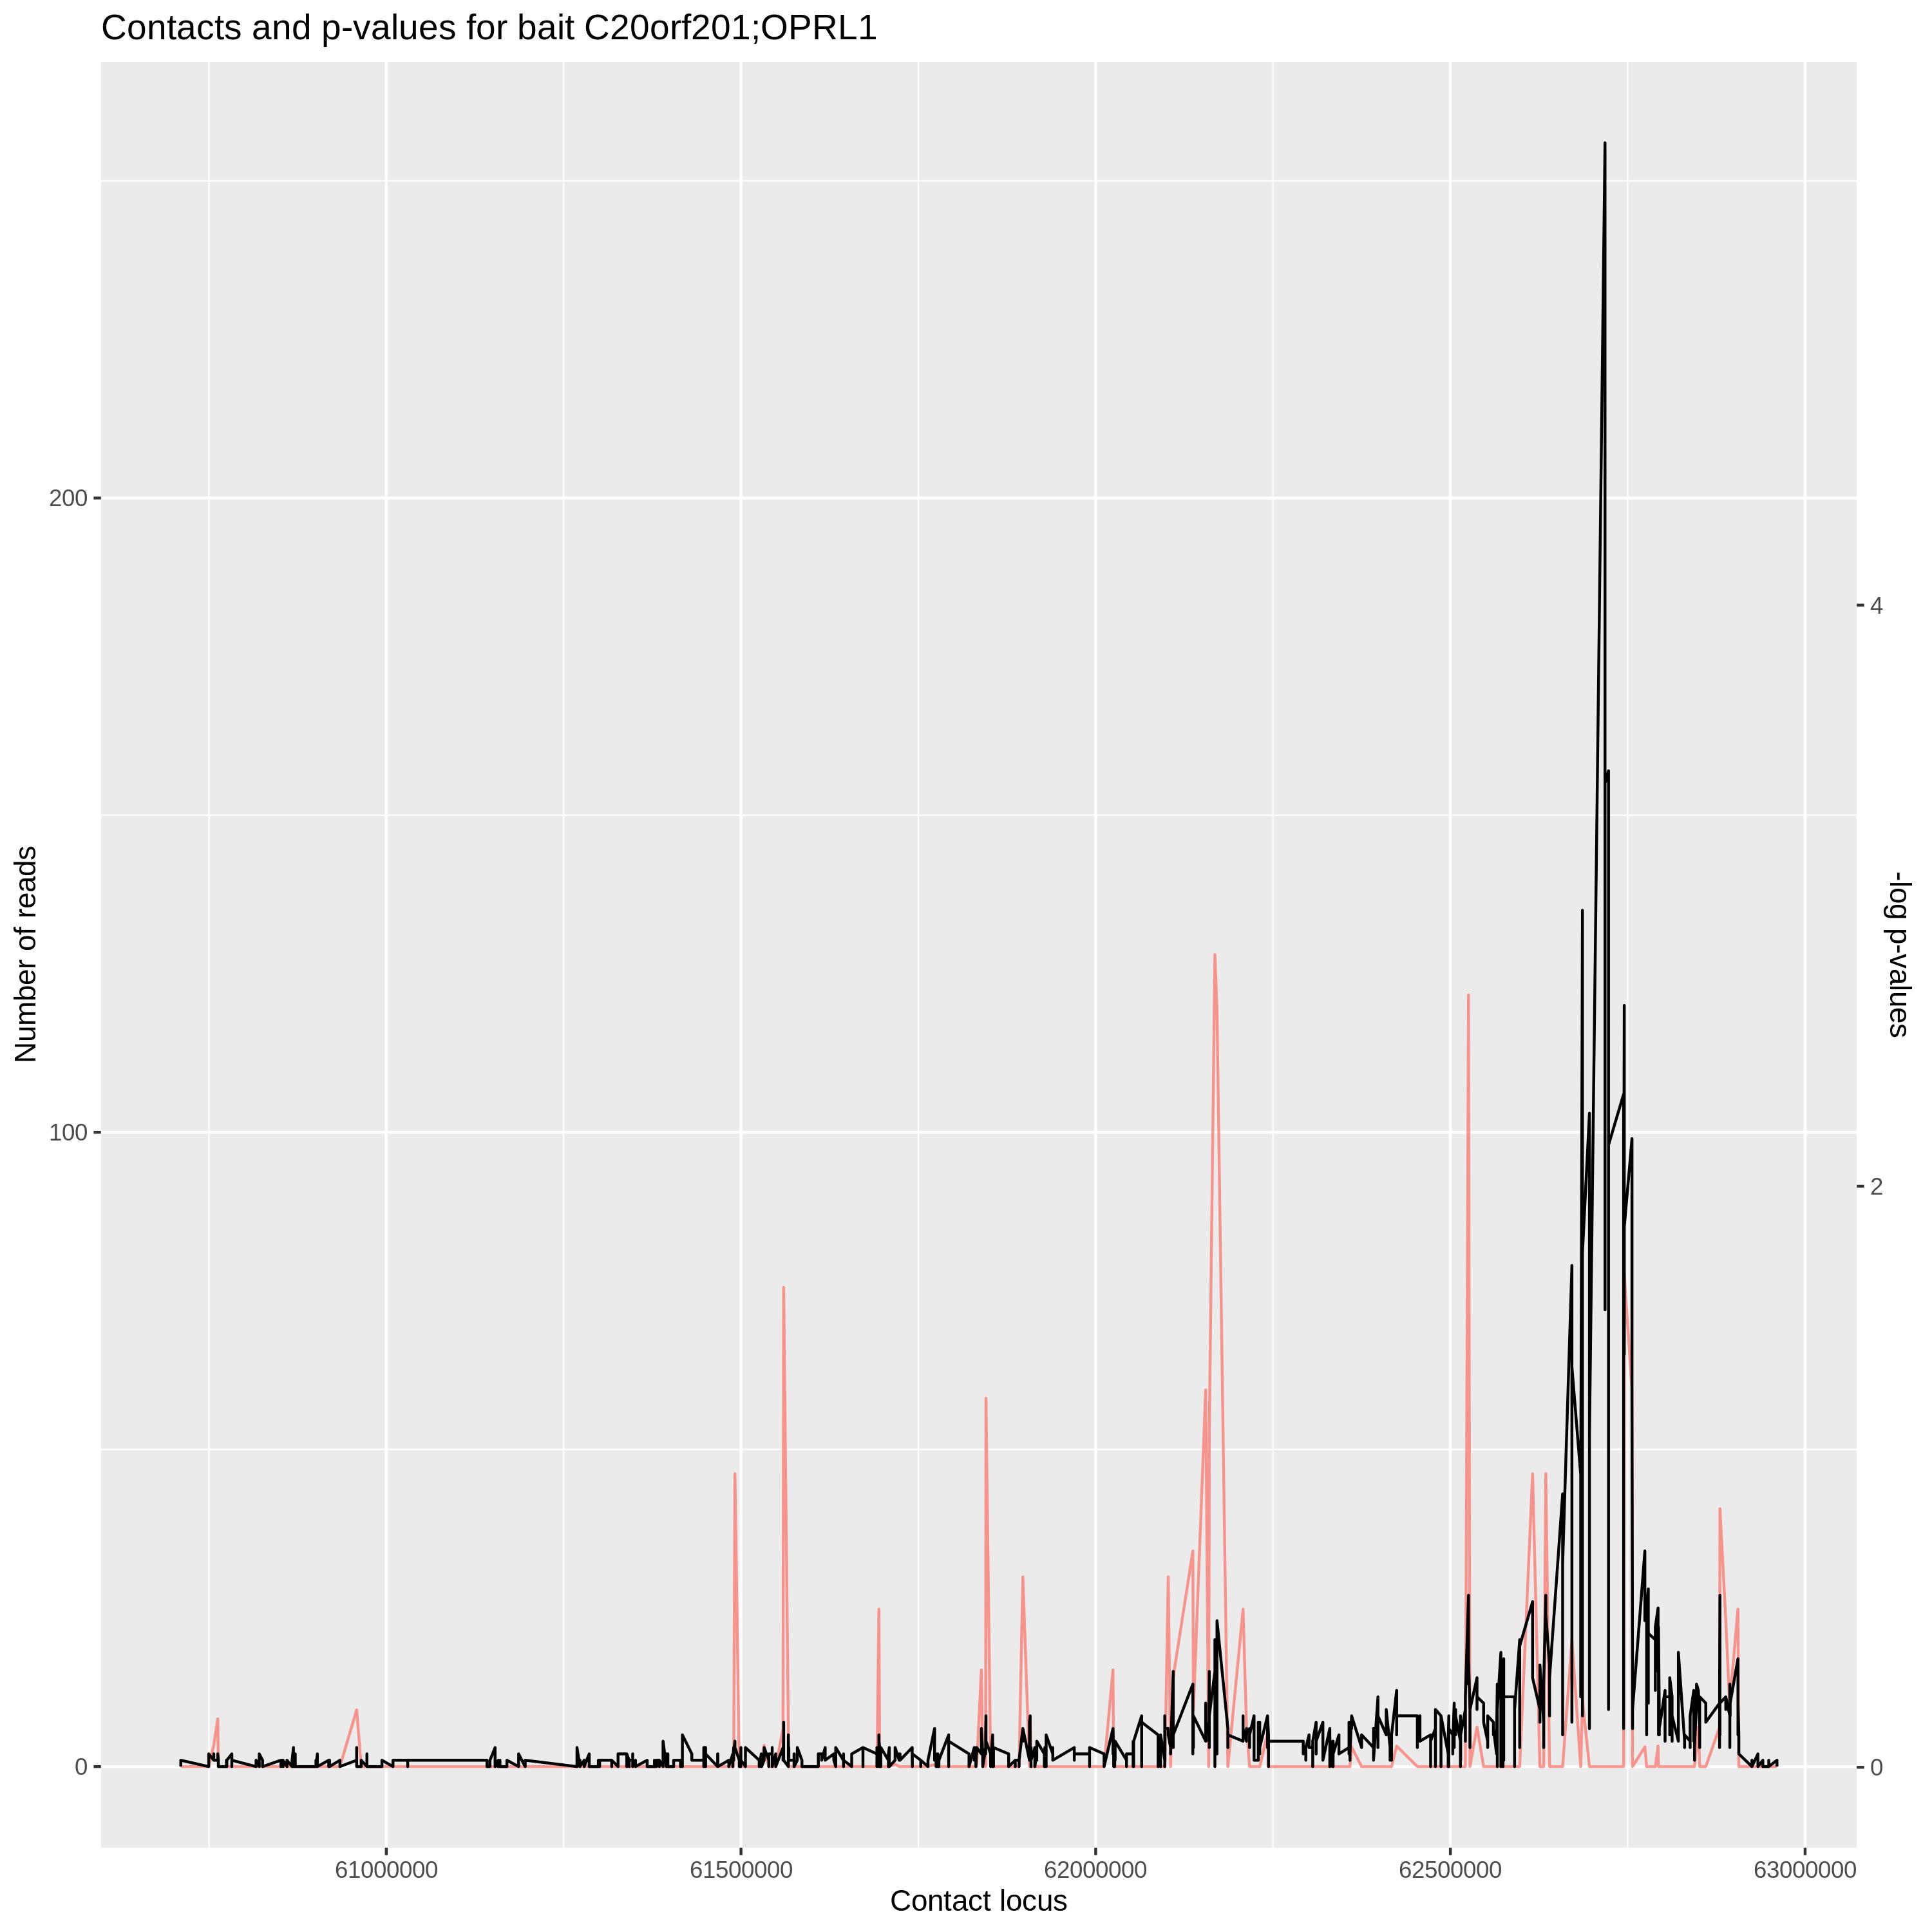 Contacts and p-values for bait C20orf201;OPRL1
Number of reads
200
100
0
4
2
0
-log p-values
61000000
61500000
62000000
62500000
63000000
Contact locus